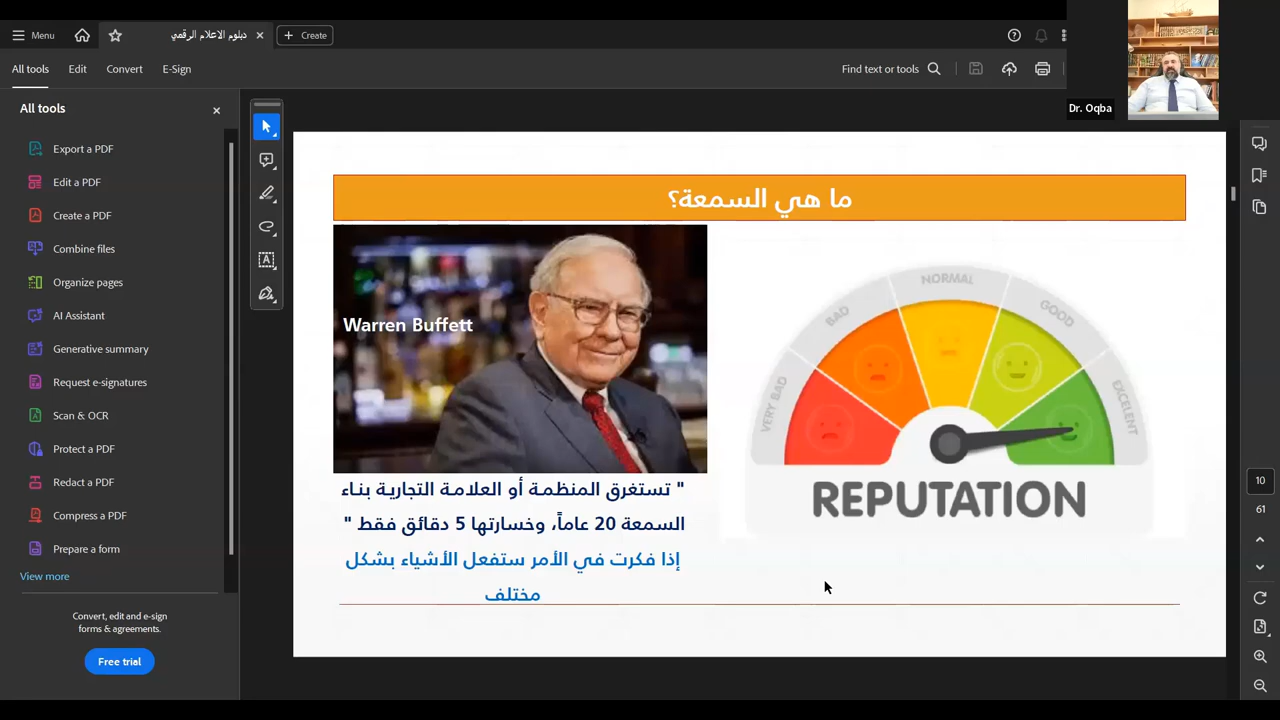 Menu
دبلوم الاعلام الرقمي
Create
All tools
Edit
Convert
E-Sign
Find text or tools
Dr. Oqba
All tools
Export a PDF
Edit a PDF
Create a PDF
Combine files
Organize pages
AI Assistant
Generative summary
Request e-signatures
Scan & OCR
Protect a PDF
Redact a PDF
Compress a PDF
Prepare a form
View more
Convert, edit and e-sign
forms & agreements.
Free trial
ما هي السمعة؟
Warren Buffett
" تستغرق المنظمة أو العلامة التجارية بناء
السمعة 20 عاماً، وخسارتها 5 دقائق فقط "
إذا فكرت في الأمر ستفعل الأشياء بشكل
مختلف
VERY BAD
BAD
NORMAL
GOOD
EXCELENT
REPUTATION
10
61